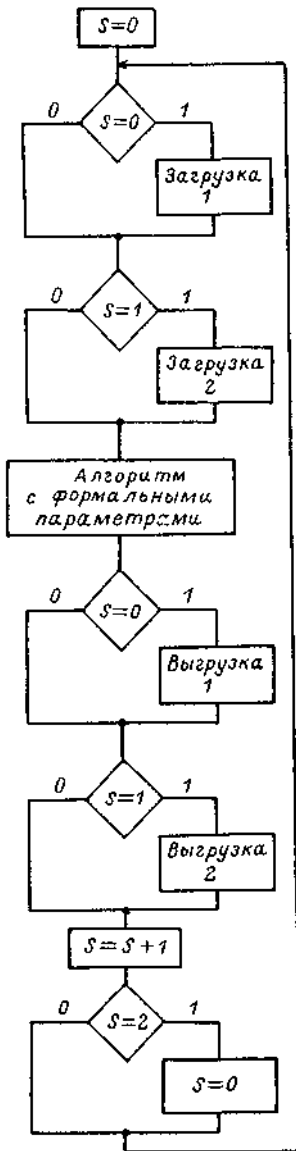 S=0
0
S=0
1
Загрузка
1
0
S=1
1
Загрузка
2
Алгоритм
с формальными
параметрами
0
S=0
1
Выгрузка
1
0
S=1
1
Выгрузка
2
S=S+1
0
S=2
1
S=0